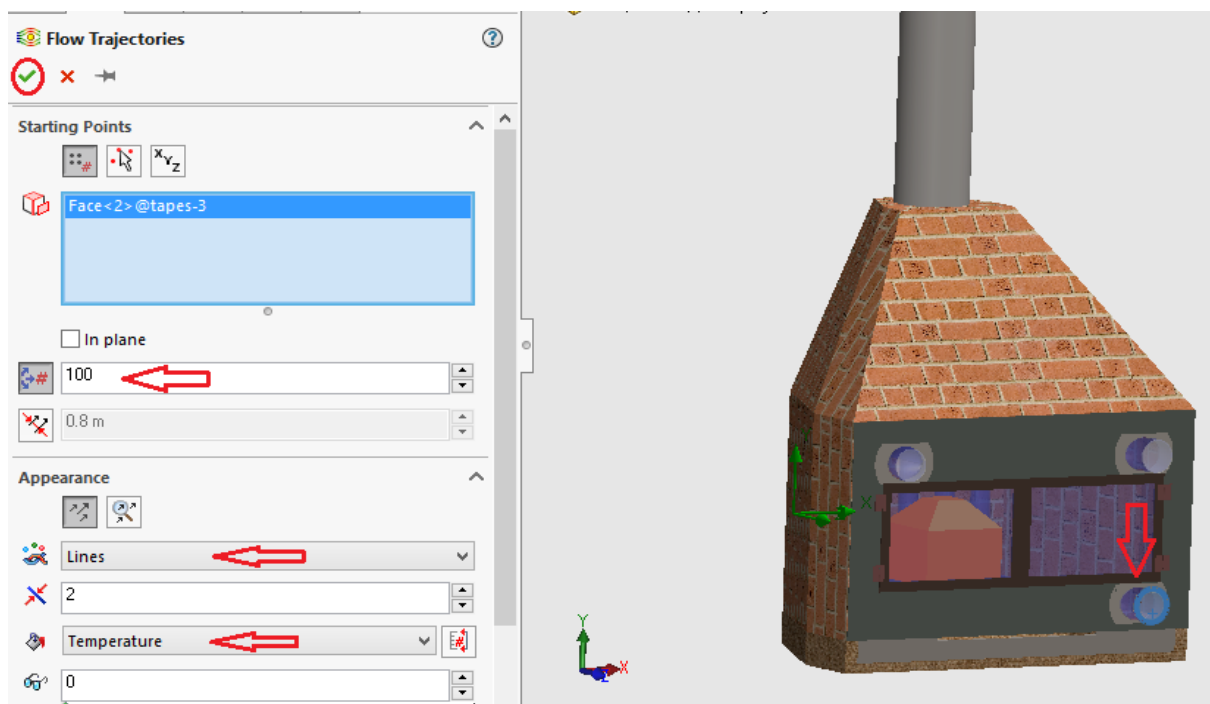 Flow Trajectories
Starting Points
#
X Y Z
Face<2>@tapes-3
In plane
# 100
0.8 m
Appearance
Lines
2
Temperature
#
0
Y
X
Y
X
Z